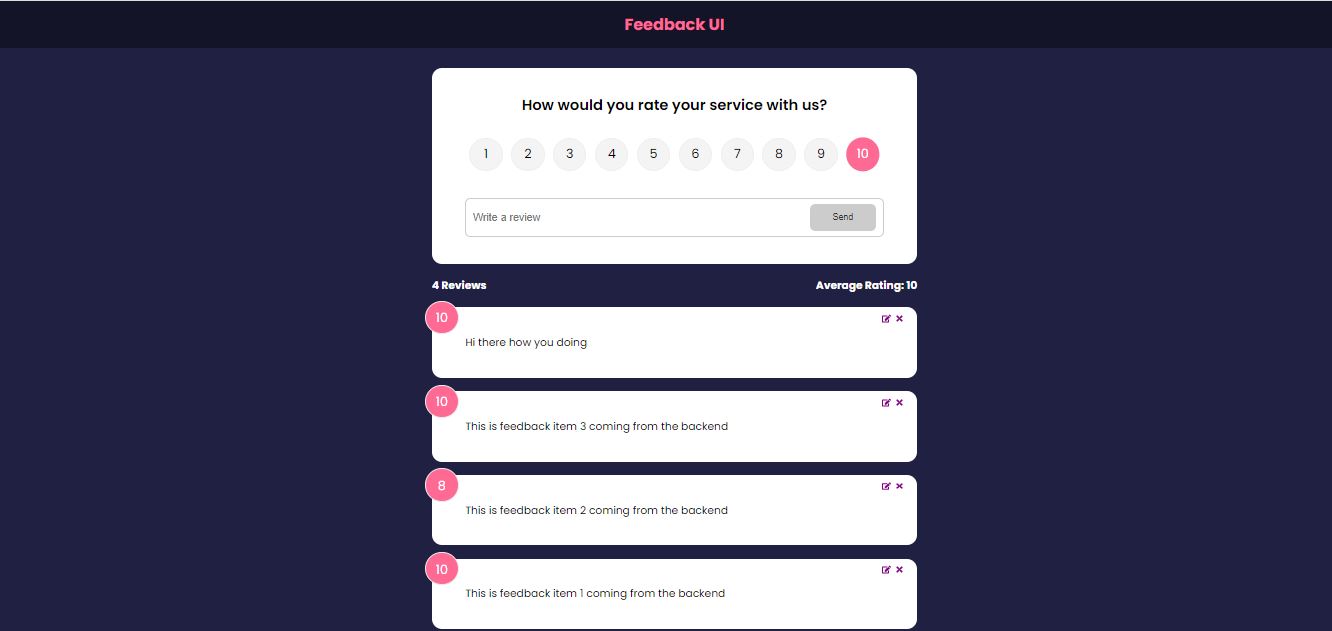 Feedback UI
How would you rate your service with us?
1 2 3 4 5 6 7 8 9 10
Write a review Send
4 Reviews Average Rating: 10
10
Hi there how you doing
10
This is feedback item 3 coming from the backend
8
This is feedback item 2 coming from the backend
10
This is feedback item 1 coming from the backend